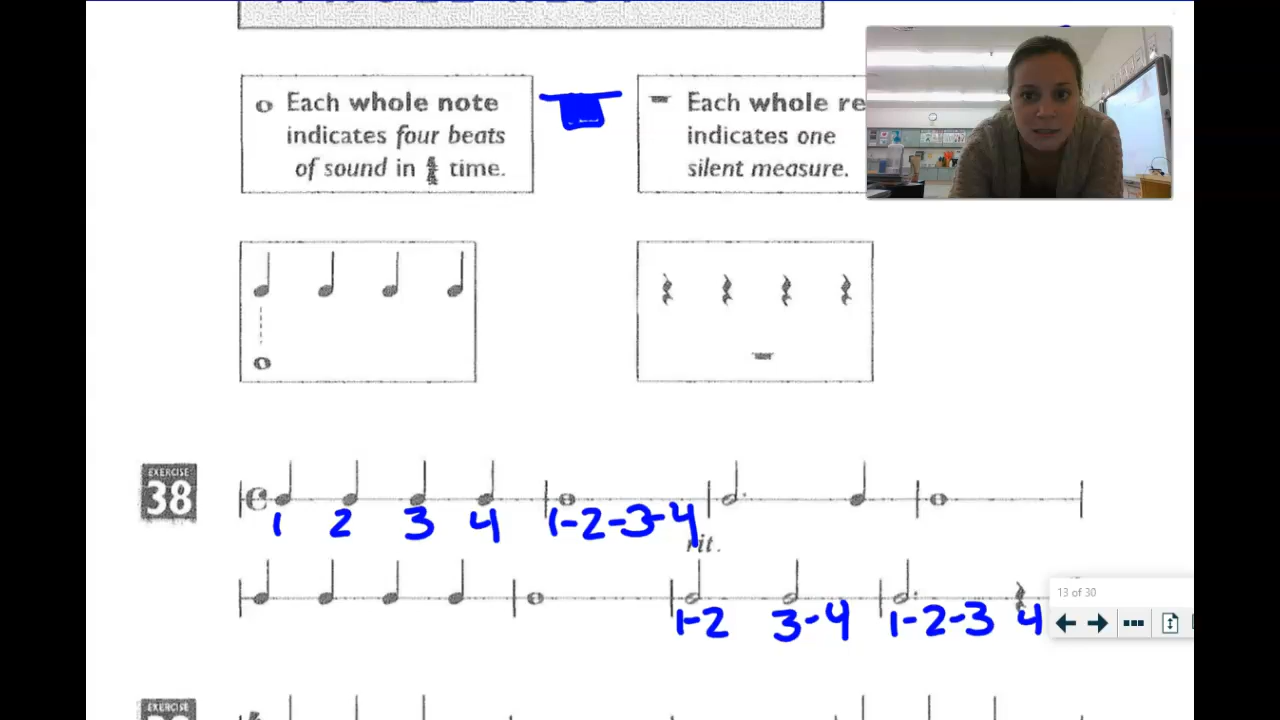 Each whole note
indicates four beats
of sound in 4/4 time.
Each whole re
indicates one
silent measure.
EXERCISE
38
1 2 3 4 1-2-3-4
rit.
1-2 3-4 1-2-3 4
13 of 30
EXERCISE